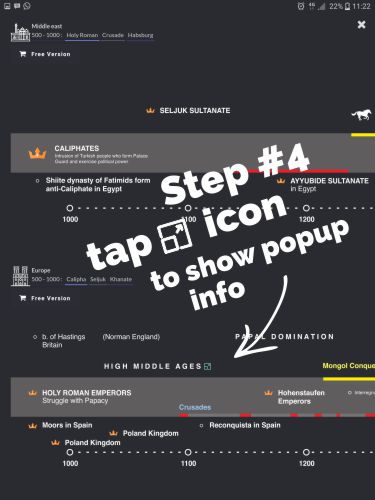 4G 22% 11:22
Middle east
500 - 1000 : Holy Roman Crusade Habsburg
Free Version
SELJUK SULTANATE
CALIPHATES
Intrusion of Turkish people who form Palace
Guard and exercise political power
Shiite dynasty of Fatimids form
anti-Caliphate in Egypt
AYYUBIDE SULTANATE
in Egypt
1000 1100 1200
Step #4
tap icon
to show popup
info
Europe
500 - 1000 : Calipha Seljuk Khanate
Free Version
b. of Hastings (Norman England)
Britain
PAPAL DOMINATION
HIGH MIDDLE AGES
Mongol Conque
HOLY ROMAN EMPERORS
Struggle with Papacy
Hohenstaufen
Emperors
Interregn
Crusades
Moors in Spain
Poland Kingdom
Reconquista in Spain
Poland Kingdom
1000 1100 1200